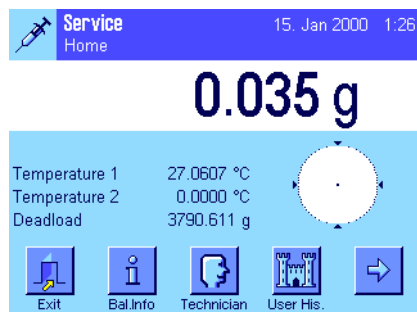 Service 15. Jan 2000 1:26
Home
0.035 g
Temperature 1 27.0607 °C
Temperature 2 0.0000 °C
Deadload 3790.611 g
Exit Bal.Info Technician User His.